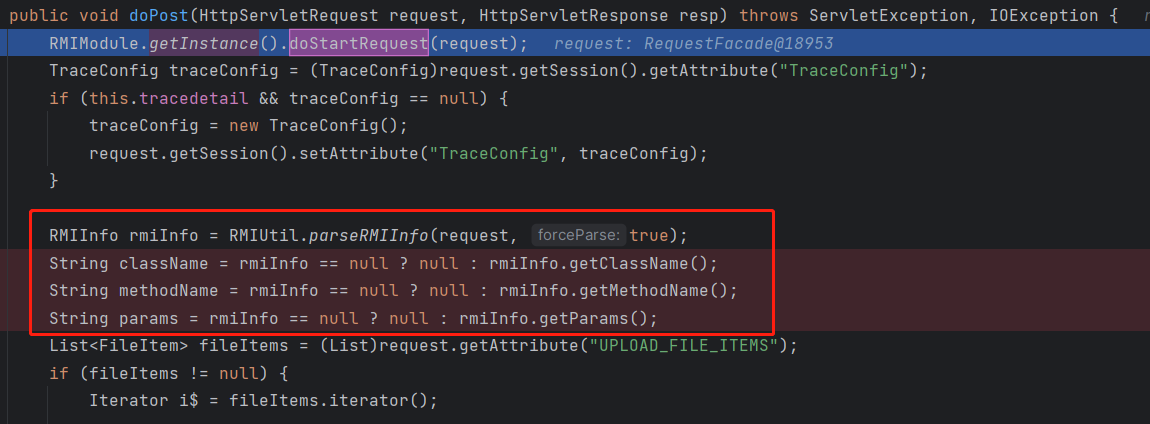 public void doPost(HttpServletRequest request, HttpServletResponse resp) throws ServletException, IOException {
RMIModule.getInstance().doStartRequest(request); request: RequestFacade@18953
TraceConfig traceConfig = (TraceConfig)request.getSession().getAttribute("TraceConfig");
if (this.tracedetail && traceConfig == null) {
traceConfig = new TraceConfig();
request.getSession().setAttribute("TraceConfig", traceConfig);
}
RMIInfo rmiInfo = RMIUtil.parseRMIInfo(request, forceParse: true);
String className = rmiInfo == null ? null : rmiInfo.getClassName();
String methodName = rmiInfo == null ? null : rmiInfo.getMethodName();
String params = rmiInfo == null ? null : rmiInfo.getParams();
List<FileItem> fileItems = (List)request.getAttribute("UPLOAD_FILE_ITEMS");
if (fileItems != null) {
Iterator i$ = fileItems.iterator();